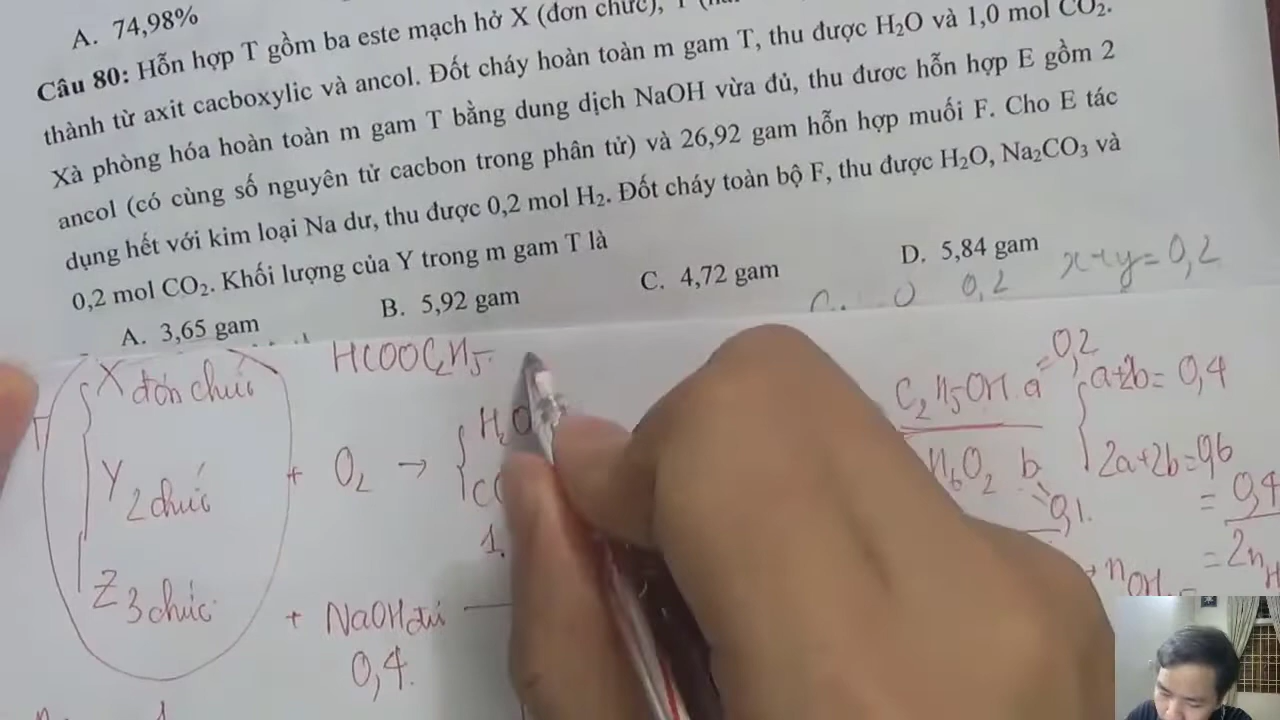 A. 74,98%
Câu 80: Hỗn hợp T gồm ba este mạch hở X (đơn chức),
thành từ axit cacboxylic và ancol. Đốt cháy hoàn toàn m gam T, thu được H₂O và 1,0 mol CO₂.
Xà phòng hóa hoàn toàn m gam T bằng dung dịch NaOH vừa đủ, thu đươc hỗn hợp E gồm 2
ancol (có cùng số nguyên tử cacbon trong phân tử) và 26,92 gam hỗn hợp muối F. Cho E tác
dụng hết với kim loại Na dư, thu được 0,2 mol H₂. Đốt cháy toàn bộ F, thu được H₂O, Na₂CO₃ và
0,2 mol CO₂. Khối lượng của Y trong m gam T là
A. 3,65 gam B. 5,92 gam C. 4,72 gam D. 5,84 gam
x+y=0,2
0 0,2
HCOOC₂H₅.
T
X đơn chức
Y 2 chức
Z 3 chức
+ O₂ →
H₂O
1,
+ NaOH đủ
0,4.
C₂H₅OH a =0,2
H₆O₂ b
0,1.
a+2b= 0,4
2a+2b=
= 0,4
= 2n
n OH =